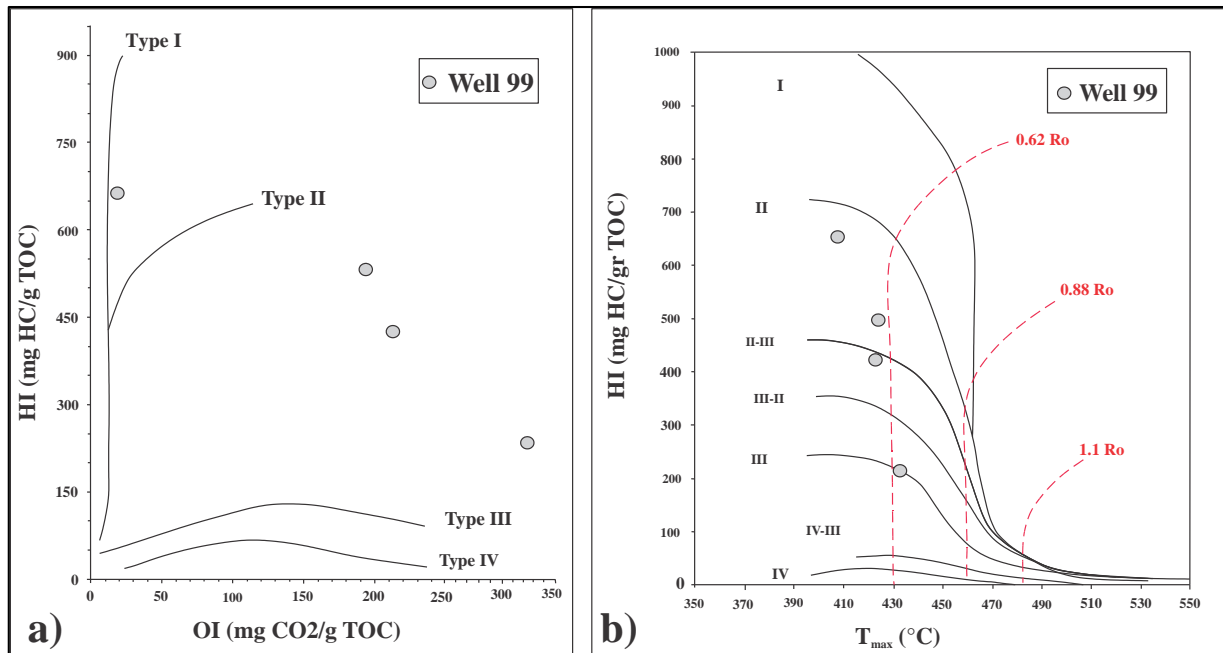 Type I
900
Well 99
750
Type II
600
450
300
150
Type III
Type IV
0
0
50
100
150
200
250
300
350
HI (mg HC/g TOC)
OI (mg CO2/g TOC)
a)
1000
I
Well 99
900
0.62 Ro
800
700
II
600
500
0.88 Ro
II-III
400
III-II
300
III
1.1 Ro
200
100
IV-III
IV
0
350
390
410
430
450
470
490
510
530
550
HI (mg HC/gr TOC)
Tmax (°C)
b)